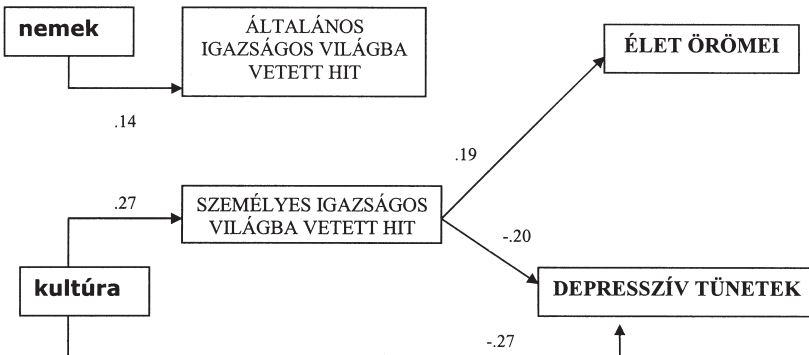 nemek
ÁLTALÁNOS
IGAZSÁGOS VILÁGBA
VETETT HIT
ÉLET ÖRÖMEI
.14
.19
.27
SZEMÉLYES IGAZSÁGOS
VILÁGBA VETETT HIT
-.20
kultúra
DEPRESSZÍV TÜNETEK
-.27